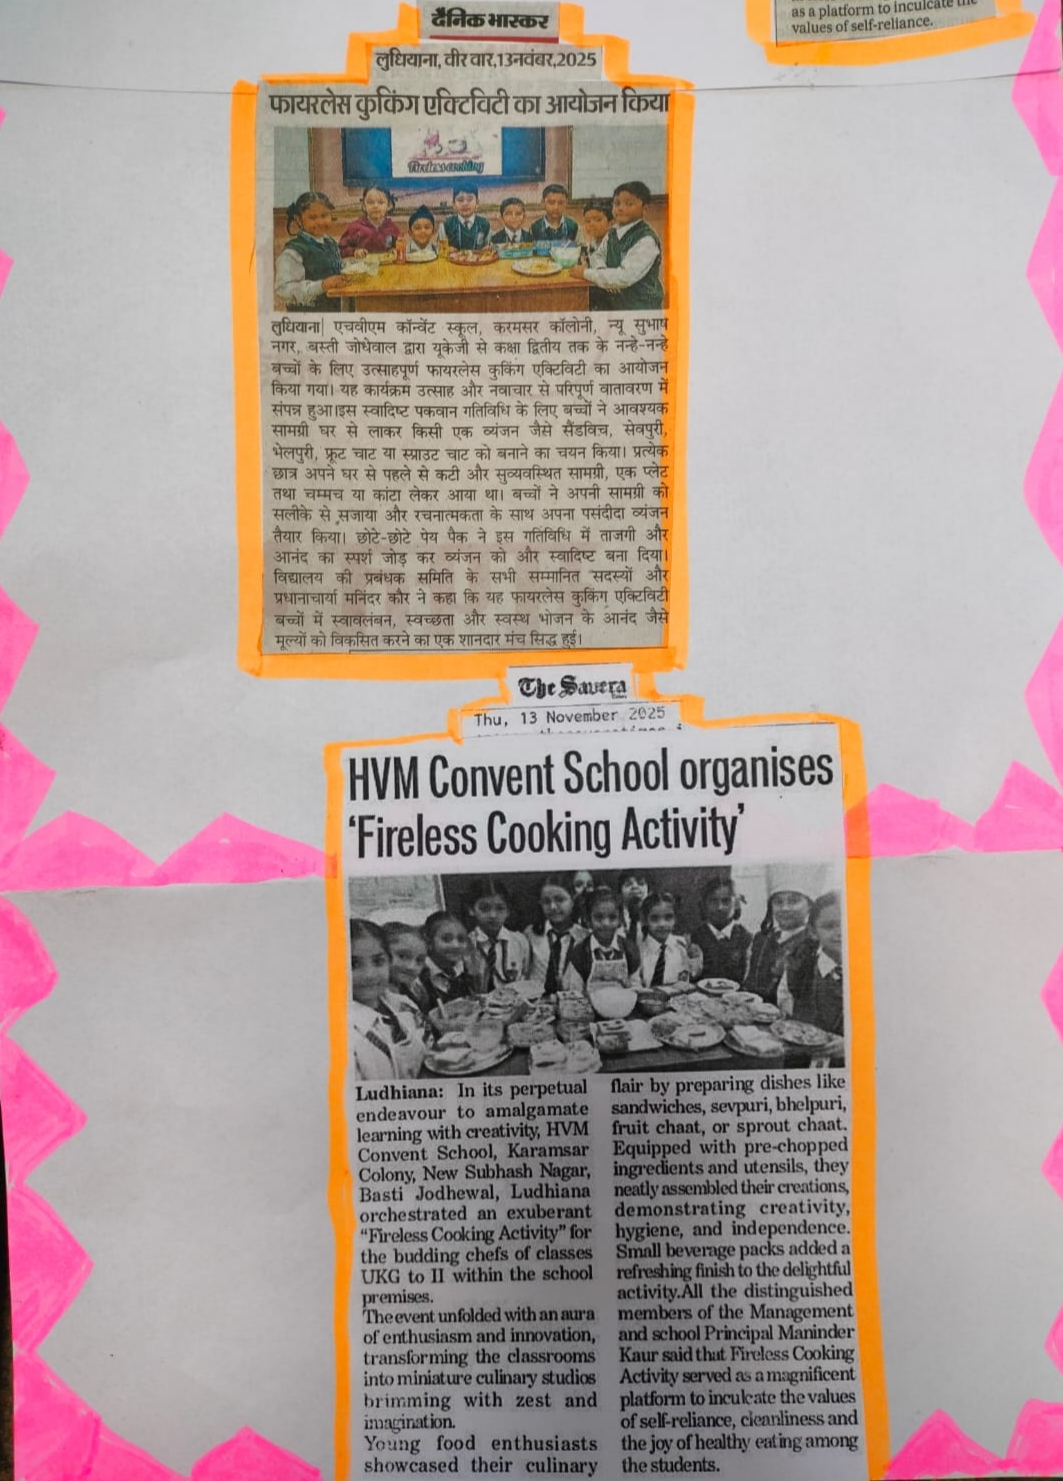 as a platform to inculcate the
values of self-reliance.
दैनिक भास्कर
लुधियाना, वीर वार,13नवंबर,2025
फायरलेस कुकिंग एक्टिविटी का आयोजन किया
लुधियाना| एचवीएम कॉन्वेंट स्कूल, करमसर कॉलोनी, न्यू सुभाष
नगर, बस्ती जोधेवाल द्वारा यूकेजी से कक्षा द्वितीय तक के नन्हे-नन्हे
बच्चों के लिए उत्साहपूर्ण फायरलेस कुकिंग एक्टिविटी का आयोजन
किया गया। यह कार्यक्रम उत्साह और नवाचार से परिपूर्ण वातावरण में
संपन्न हुआ।इस स्वादिष्ट पकवान गतिविधि के लिए बच्चों ने आवश्यक
सामग्री घर से लाकर किसी एक व्यंजन जैसे सैंडविच, सेवपुरी,
भेलपुरी, फ्रूट चाट या स्प्राउट चाट को बनाने का चयन किया। प्रत्येक
छात्र अपने घर से पहले से कटी और सुव्यवस्थित सामग्री, एक प्लेट
तथा चम्मच या कांटा लेकर आया था। बच्चों ने अपनी सामग्री को
सलीके से सजाया और रचनात्मकता के साथ अपना पसंदीदा व्यंजन
तैयार किया। छोटे-छोटे पेय पैक ने इस गतिविधि में ताजगी और
आनंद का स्पर्श जोड़ कर व्यंजन को और स्वादिष्ट बना दिया।
विद्यालय की प्रबंधक समिति के सभी सम्मानित सदस्यों और
प्रधानाचार्या मनिंदर कौर ने कहा कि यह फायरलेस कुकिंग एक्टिविटी
बच्चों में स्वावलंबन, स्वच्छता और स्वस्थ भोजन के आनंद जैसे
मूल्यों को विकसित करने का एक शानदार मंच सिद्ध हुई।
The Savera
Thu, 13 November 2025
HVM Convent School organises
‘Fireless Cooking Activity’
Ludhiana: In its perpetual
endeavour to amalgamate
learning with creativity, HVM
Convent School, Karamsar
Colony, New Subhash Nagar,
Basti Jodhewal, Ludhiana
orchestrated an exuberant
“Fireless Cooking Activity” for
the budding chefs of classes
UKG to II within the school
premises.
The event unfolded with an aura
of enthusiasm and innovation,
transforming the classrooms
into miniature culinary studios
brimming with zest and
imagination.
Young food enthusiasts
showcased their culinary
flair by preparing dishes like
sandwiches, sevpuri, bhelpuri,
fruit chaat, or sprout chaat.
Equipped with pre-chopped
ingredients and utensils, they
neatly assembled their creations,
demonstrating creativity,
hygiene, and independence.
Small beverage packs added a
refreshing finish to the delightful
activity.All the distinguished
members of the Management
and school Principal Maninder
Kaur said that Fireless Cooking
Activity served as a magnificent
platform to inculcate the values
of self-reliance, cleanliness and
the joy of healthy eating among
the students.